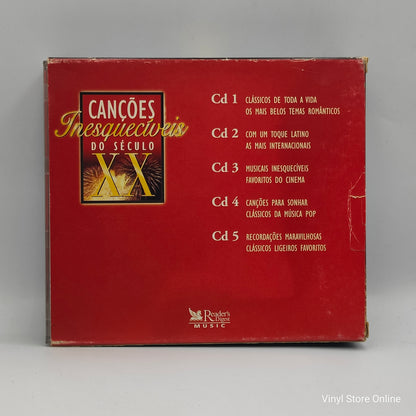 CANÇÕES
Inesquecíveis
DO SÉCULO
XX
Cd 1 CLÁSSICOS DE TODA A VIDA
OS MAIS BELOS TEMAS ROMÂNTICOS
Cd 2 COM UM TOQUE LATINO
AS MAIS INTERNACIONAIS
Cd 3 MUSICAIS INESQUECÍVEIS
FAVORITOS DO CINEMA
Cd 4 CANÇÕES PARA SONHAR
CLÁSSICOS DA MÚSICA POP
Cd 5 RECORDAÇÕES MARAVILHOSAS
CLÁSSICOS LIGEIROS FAVORITOS
Reader's
Digest
MUSIC
Vinyl Store Online